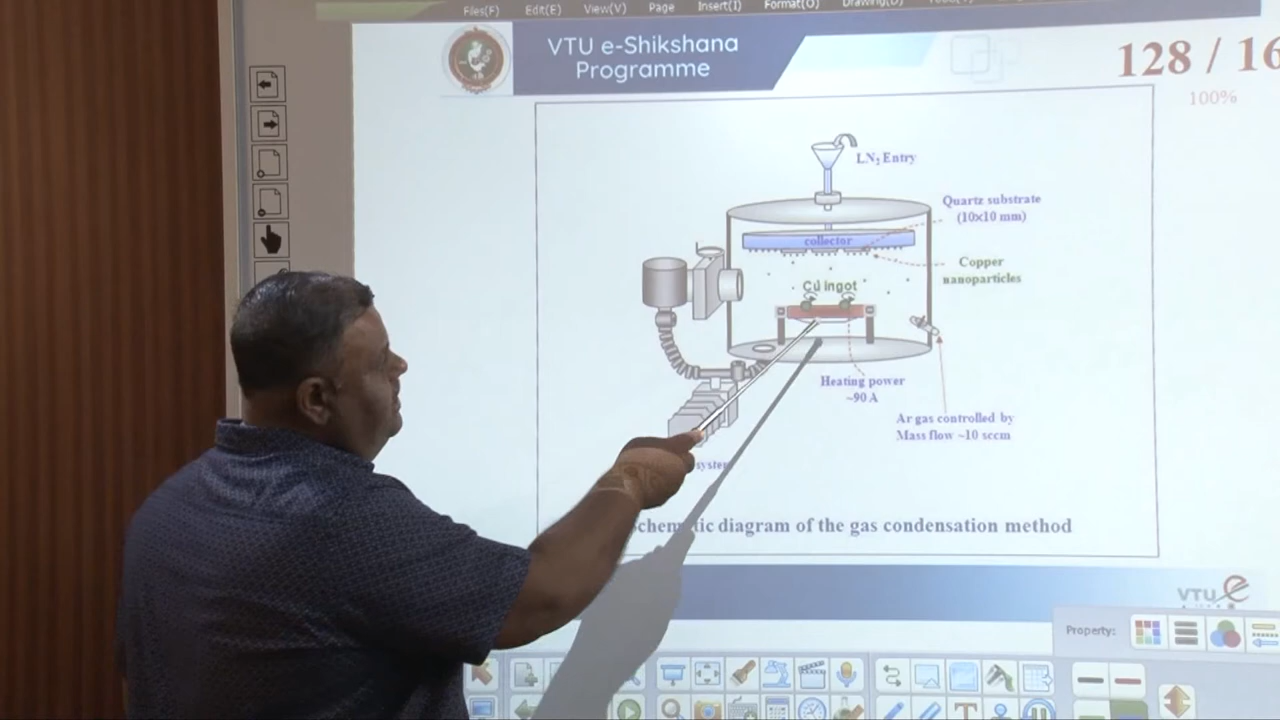 Files(F) Edit(E) View(V) Page Insert(I) Format(O) Drawing(D)
VTU e-Shikshana
Programme
128 / 16
100%
LN2 Entry
Quartz substrate
(10x10 mm)
collector
Copper
nanoparticles
Cu ingot
Heating power
~90 A
Ar gas controlled by
Mass flow ~10 sccm
system
diagram of the gas condensation method
VTU e
Property: